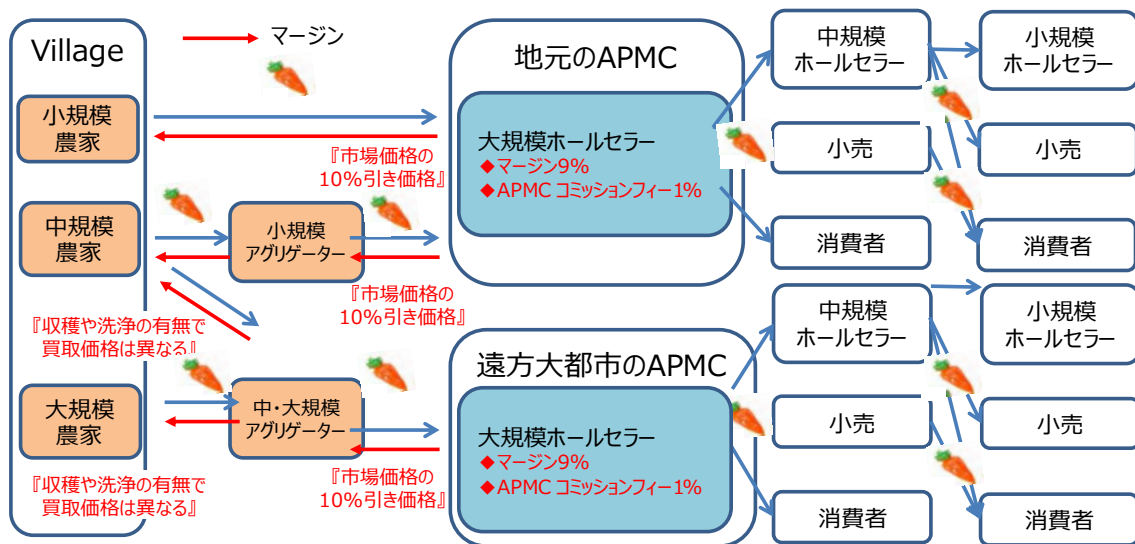 Village
マージン
小規模
農家
中規模
農家
大規模
農家
『市場価格の
10%引き価格』
小規模
アグリゲーター
『市場価格の
10%引き価格』
『収穫や洗浄の有無で
買取価格は異なる』
中・大規模
アグリゲーター
『市場価格の
10%引き価格』
『収穫や洗浄の有無で
買取価格は異なる』
地元のAPMC
大規模ホールセラー
◆マージン9%
◆APMC コミッションフィー1%
遠方大都市のAPMC
大規模ホールセラー
◆マージン9%
◆APMC コミッションフィー1%
中規模
ホールセラー
小売
消費者
小規模
ホールセラー
小売
消費者
中規模
ホールセラー
小売
消費者
小規模
ホールセラー
小売
消費者